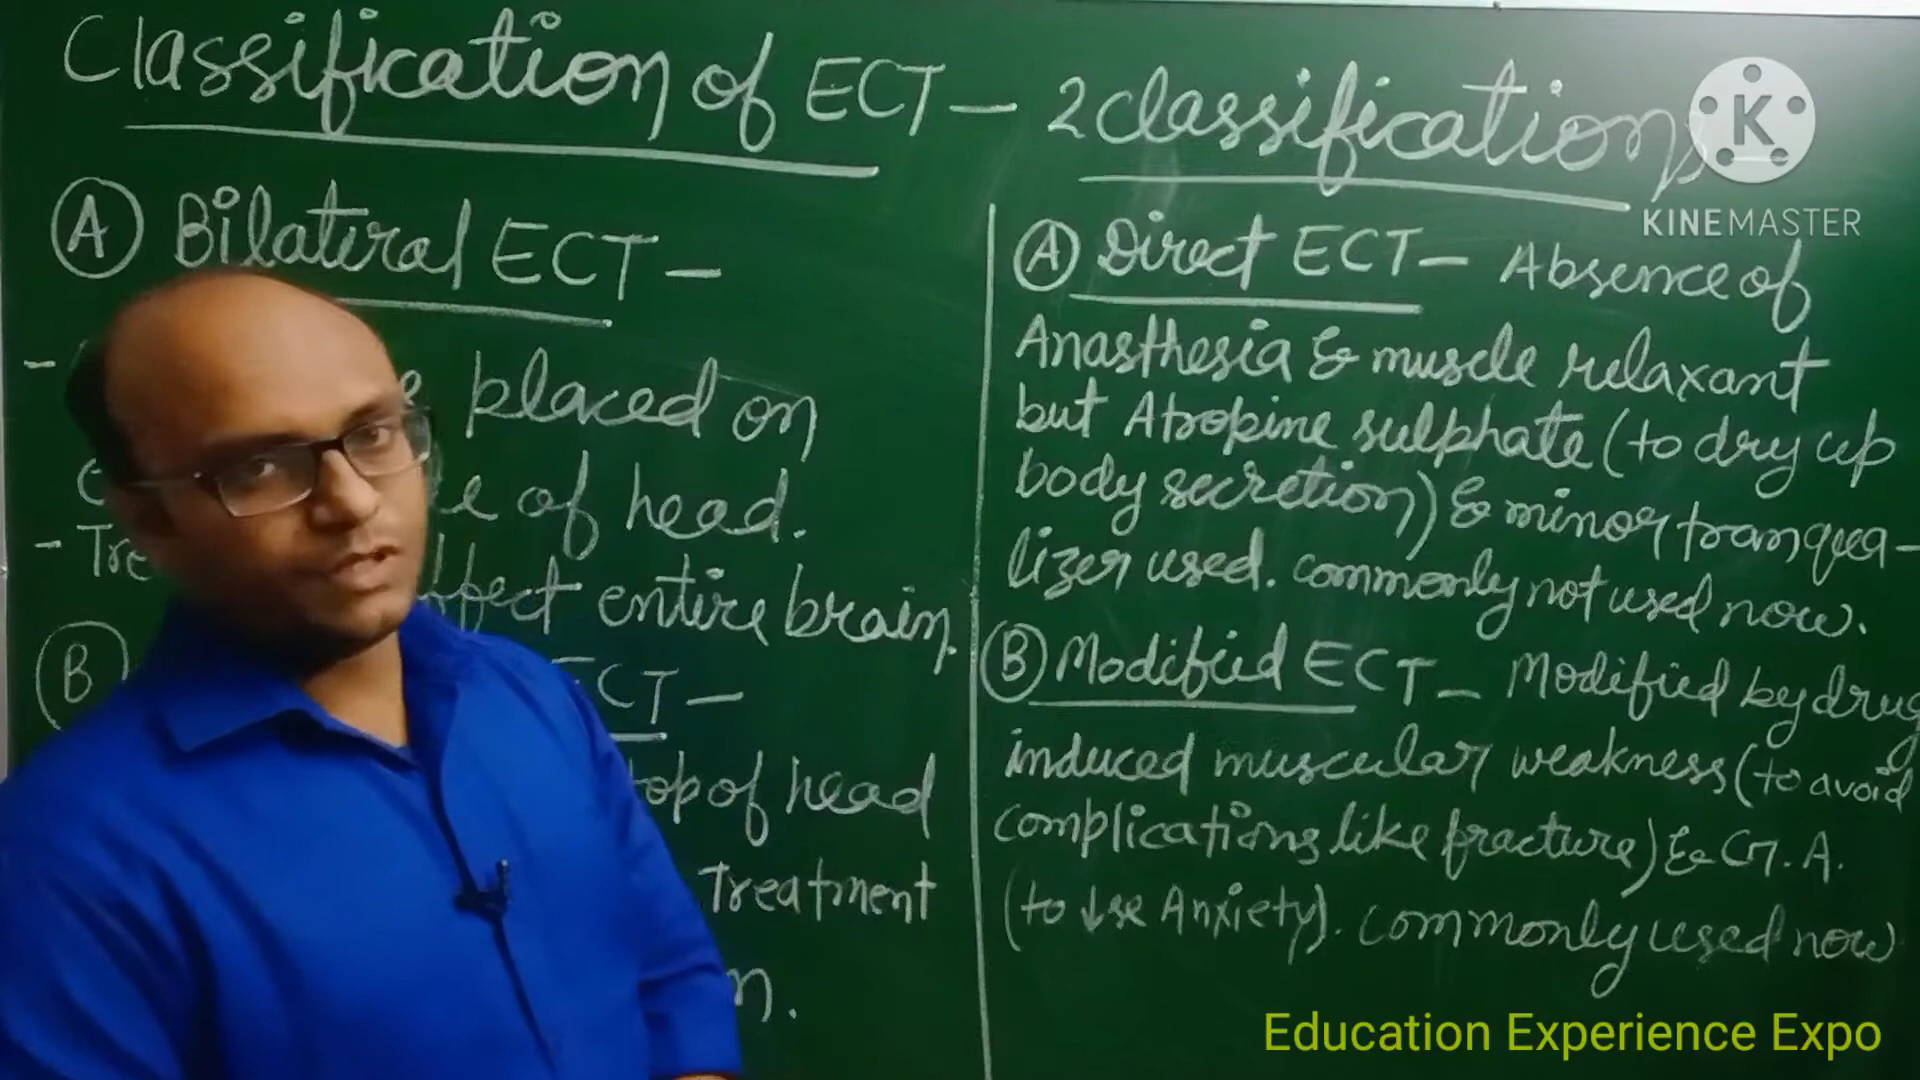 Classification of ECT - 2 classifications
K
KINEMASTER
A Bilateral ECT -
- placed on
of head.
- Tre ffect entire brain.
B ECT -
top of head
Treatment
n.
A Direct ECT - Absence of
Anasthesia & muscle relaxant
but Atropine sulphate (to dry up
body secretion) & minor tranqua-
lizer used. commonly not used now.
B Modified ECT - Modified by drug
induced muscular weakness (to avoid
complications like fracture) & G.A.
(to ↓se Anxiety). commonly used now
Education Experience Expo